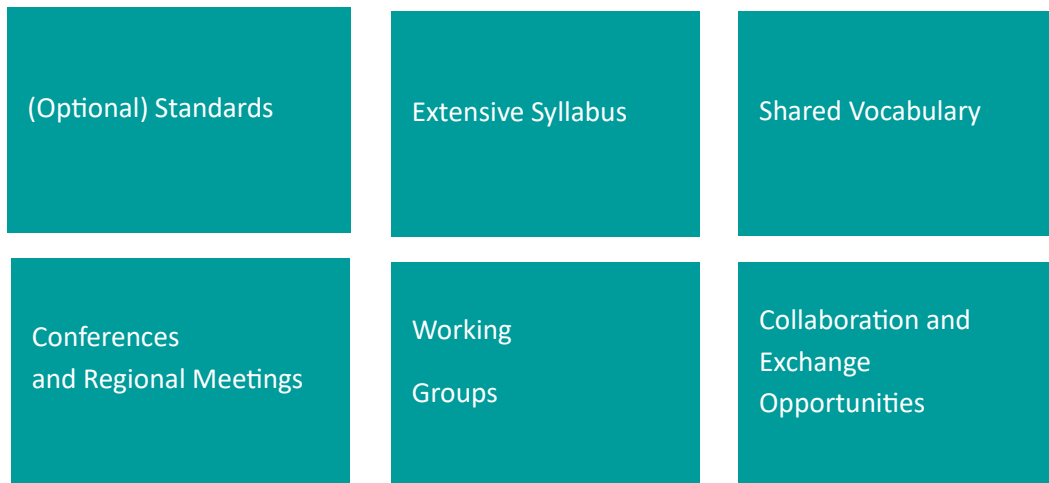 (Optional) Standards
Extensive Syllabus
Shared Vocabulary
Conferences
and Regional Meetings
Working
Groups
Collaboration and
Exchange
Opportunities